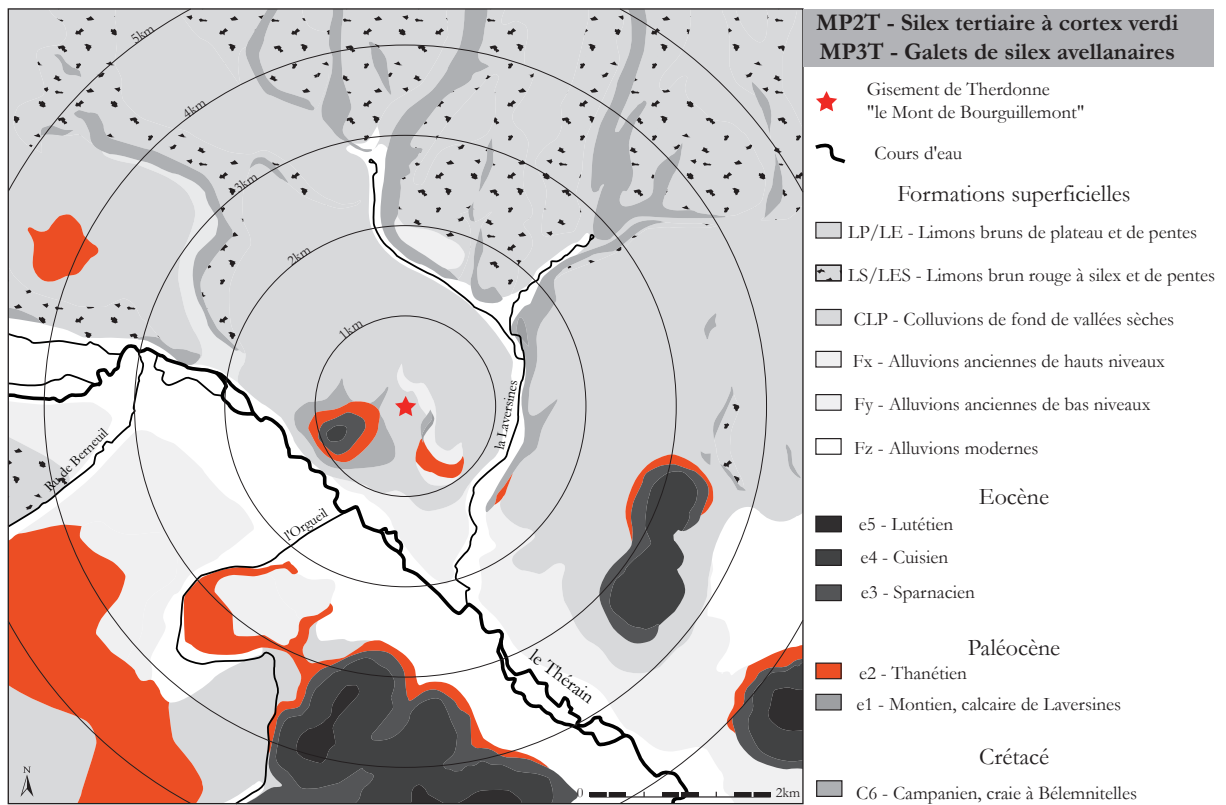 MP2T - Silex tertiaire à cortex verdi
MP3T - Galets de silex avellanaires
Gisement de Therdonne
"le Mont de Bourguillemont"
Cours d'eau
Formations superficielles
LP/LE - Limons bruns de plateau et de pentes
LS/LES - Limons brun rouge à silex et de pentes
CLP - Colluvions de fond de vallées sèches
Fx - Alluvions anciennes de hauts niveaux
Fy - Alluvions anciennes de bas niveaux
Fz - Alluvions modernes
Eocène
e5 - Lutétien
e4 - Cuisien
e3 - Sparnacien
Paléocène
e2 - Thanétien
e1 - Montien, calcaire de Laversines
Crétacé
C6 - Campanien, craie à Bélemnitelles
5km
4km
3km
2km
1km
la Laversines
Ru de Berneuil
l'Orgueil
le Thérain
N
0
2km